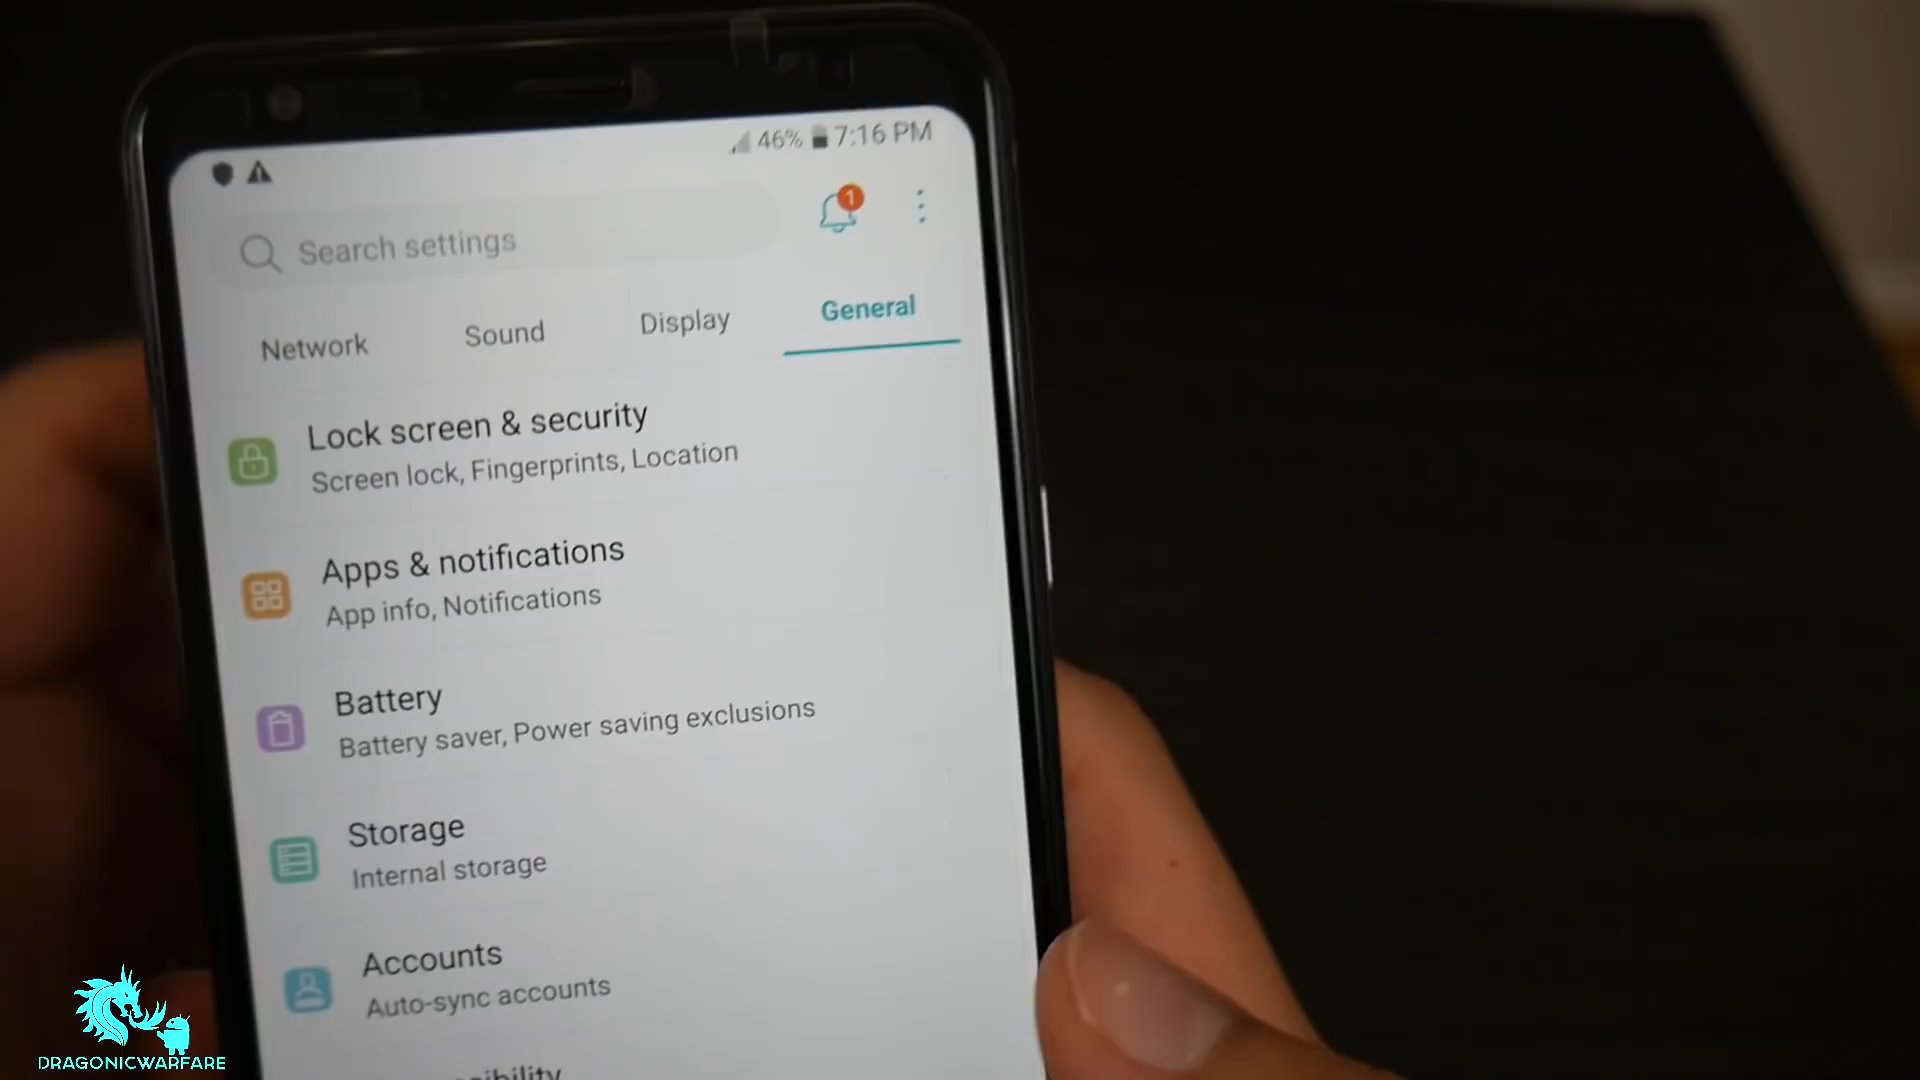 46% 7:16 PM
Search settings
1
Network Sound Display General
Lock screen & security
Screen lock, Fingerprints, Location
Apps & notifications
App info, Notifications
Battery
Battery saver, Power saving exclusions
Storage
Internal storage
Accounts
Auto-sync accounts
DRAGONICWARFARE